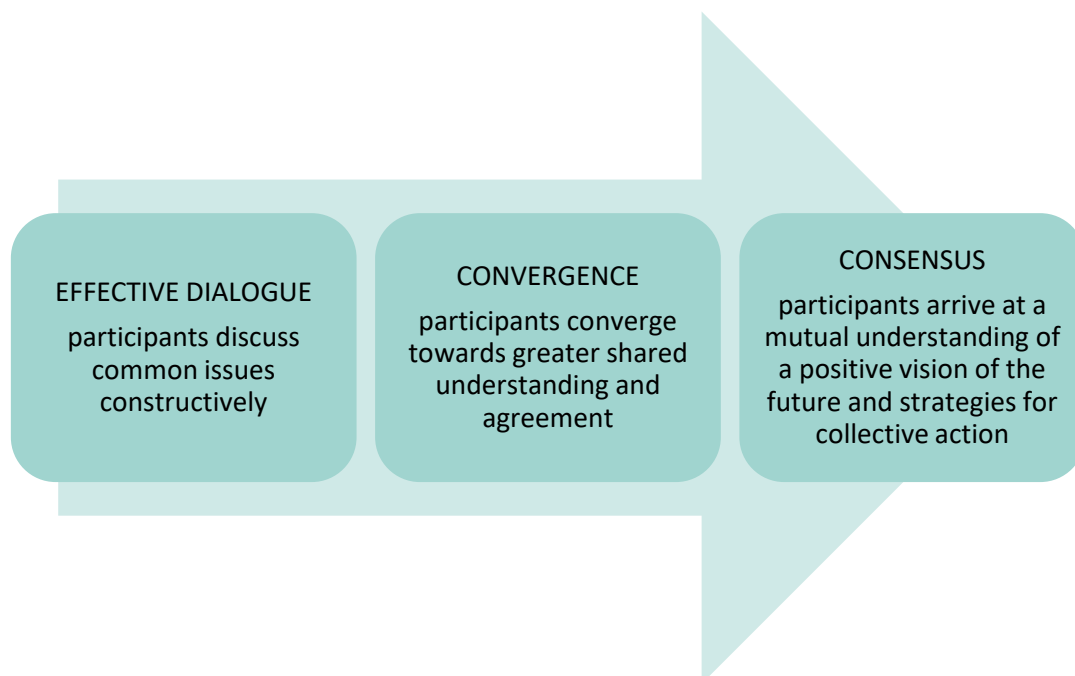 EFFECTIVE DIALOGUE
participants discuss
common issues
constructively
CONVERGENCE
participants converge
towards greater shared
understanding and
agreement
CONSENSUS
participants arrive at a
mutual understanding of
a positive vision of the
future and strategies for
collective action